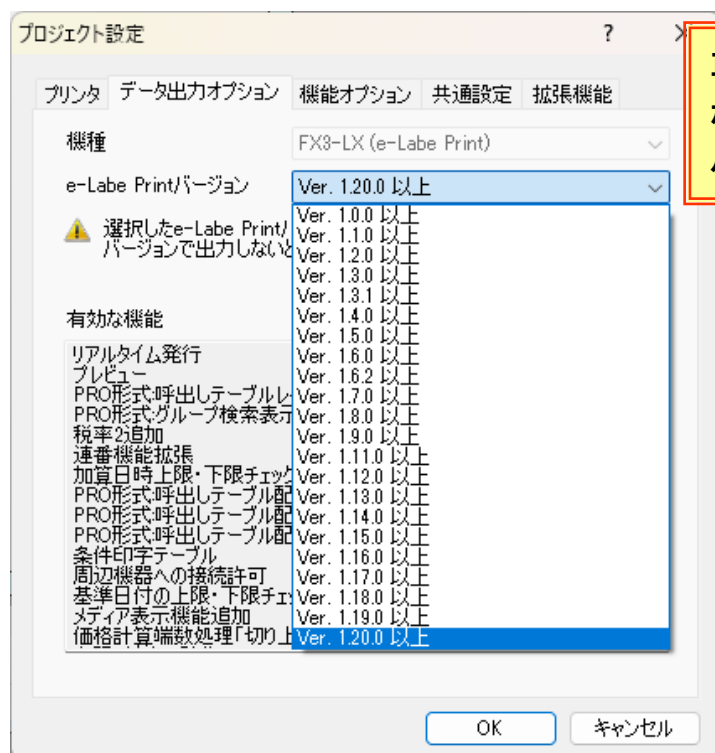 プロジェクト設定
?
プリンタ データ出力オプション 機能オプション 共通設定 拡張機能
機種
FX3-LX (e-Labe Print)
e-Labe Printバージョン
Ver. 1.20.0 以上
選択したe-Labe Print
バージョンで出力しない
Ver. 1.0.0 以上
Ver. 1.1.0 以上
Ver. 1.2.0 以上
Ver. 1.3.0 以上
Ver. 1.3.1 以上
Ver. 1.4.0 以上
Ver. 1.5.0 以上
Ver. 1.6.0 以上
Ver. 1.6.2 以上
Ver. 1.7.0 以上
Ver. 1.8.0 以上
Ver. 1.9.0 以上
Ver. 1.11.0 以上
Ver. 1.12.0 以上
Ver. 1.13.0 以上
Ver. 1.14.0 以上
Ver. 1.15.0 以上
Ver. 1.16.0 以上
Ver. 1.17.0 以上
Ver. 1.18.0 以上
Ver. 1.19.0 以上
Ver. 1.20.0 以上
有効な機能
リアルタイム発行
プレビュー
PRO形式:呼出しテーブルレ
PRO形式:グループ検索表示
税率2追加
連番機能拡張
加算日時上限・下限チェック
PRO形式:呼出しテーブル配
PRO形式:呼出しテーブル配
PRO形式:呼出しテーブル配
条件印字テーブル
周辺機器への接続許可
基準日付の上限・下限チェ
メディア表示機能追加
価格計算端数処理「切り上
OK
キャンセル